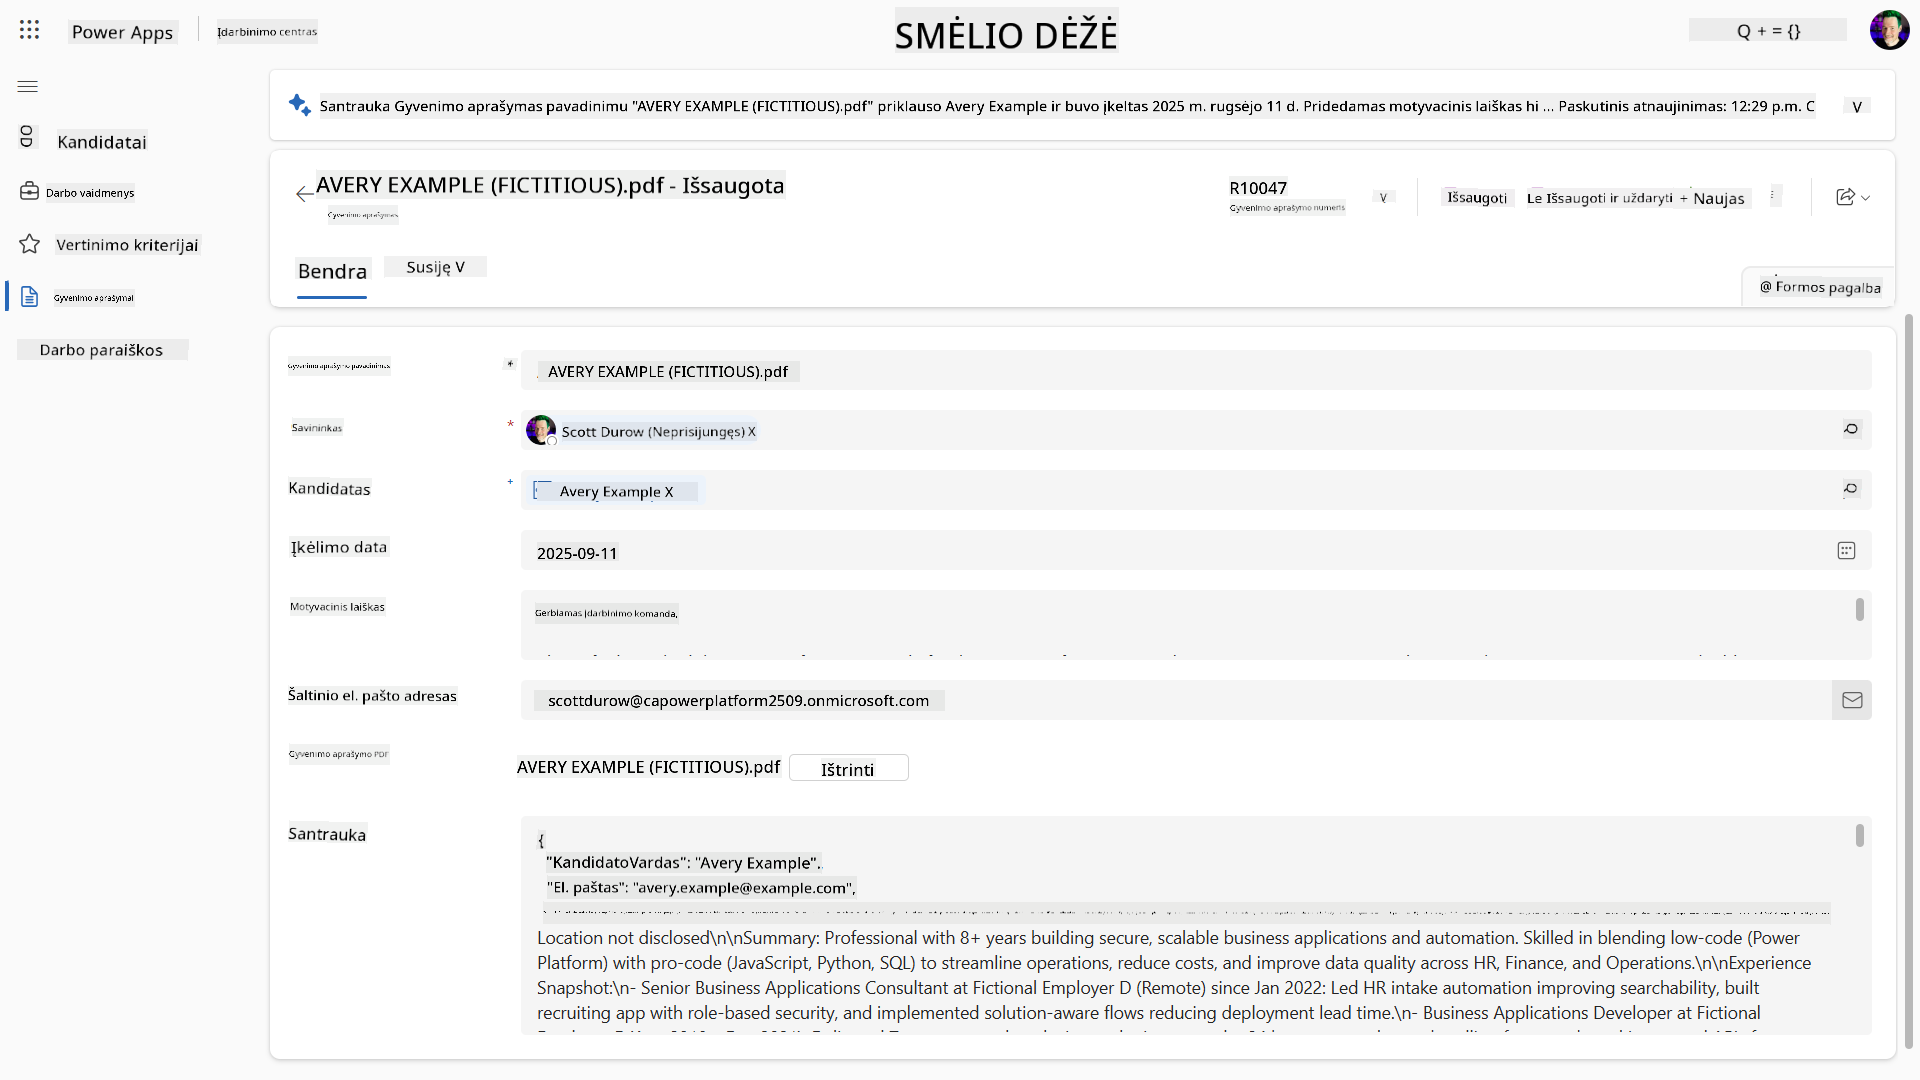 Power Apps
Įdarbinimo centras
SMĖLIO DĖŽĖ
Q + = {}
Kandidatai
Darbo vaidmenys
Vertinimo kriterijai
Gyvenimo aprašymai
Darbo paraiškos
Santrauka Gyvenimo aprašymas pavadinimu "AVERY EXAMPLE (FICTITIOUS).pdf" priklauso Avery Example ir buvo įkeltas 2025 m. rugsėjo 11 d. Pridedamas motyvacinis laiškas hi ... Paskutinis atnaujinimas: 12:29 p.m. C
V
AVERY EXAMPLE (FICTITIOUS).pdf - Išsaugota
Gyvenimo aprašymas
R10047
Gyvenimo aprašymo numeris
V
Išsaugoti
Le Išsaugoti ir uždaryti + Naujas
Bendra
Susiję V
@ Formos pagalba
Gyvenimo aprašymo pavadinimas
*
AVERY EXAMPLE (FICTITIOUS).pdf
Savininkas
*
Scott Durow (Neprisijungęs) X
Kandidatas
+
Avery Example X
Įkėlimo data
2025-09-11
Motyvacinis laiškas
Gerbiamas įdarbinimo komanda,
Šaltinio el. pašto adresas
scottdurow@capowerplatform2509.onmicrosoft.com
Gyvenimo aprašymo PDF
AVERY EXAMPLE (FICTITIOUS).pdf
Ištrinti
Santrauka
{
"KandidatoVardas": "Avery Example".
"El. paštas": "avery.example@example.com",
Location not disclosed\n\nSummary: Professional with 8+ years building secure, scalable business applications and automation. Skilled in blending low-code (Power
Platform) with pro-code (JavaScript, Python, SQL) to streamline operations, reduce costs, and improve data quality across HR, Finance, and Operations.\n\nExperience
Snapshot:\n- Senior Business Applications Consultant at Fictional Employer D (Remote) since Jan 2022: Led HR intake automation improving searchability, built
recruiting app with role-based security, and implemented solution-aware flows reducing deployment lead time.\n- Business Applications Developer at Fictional